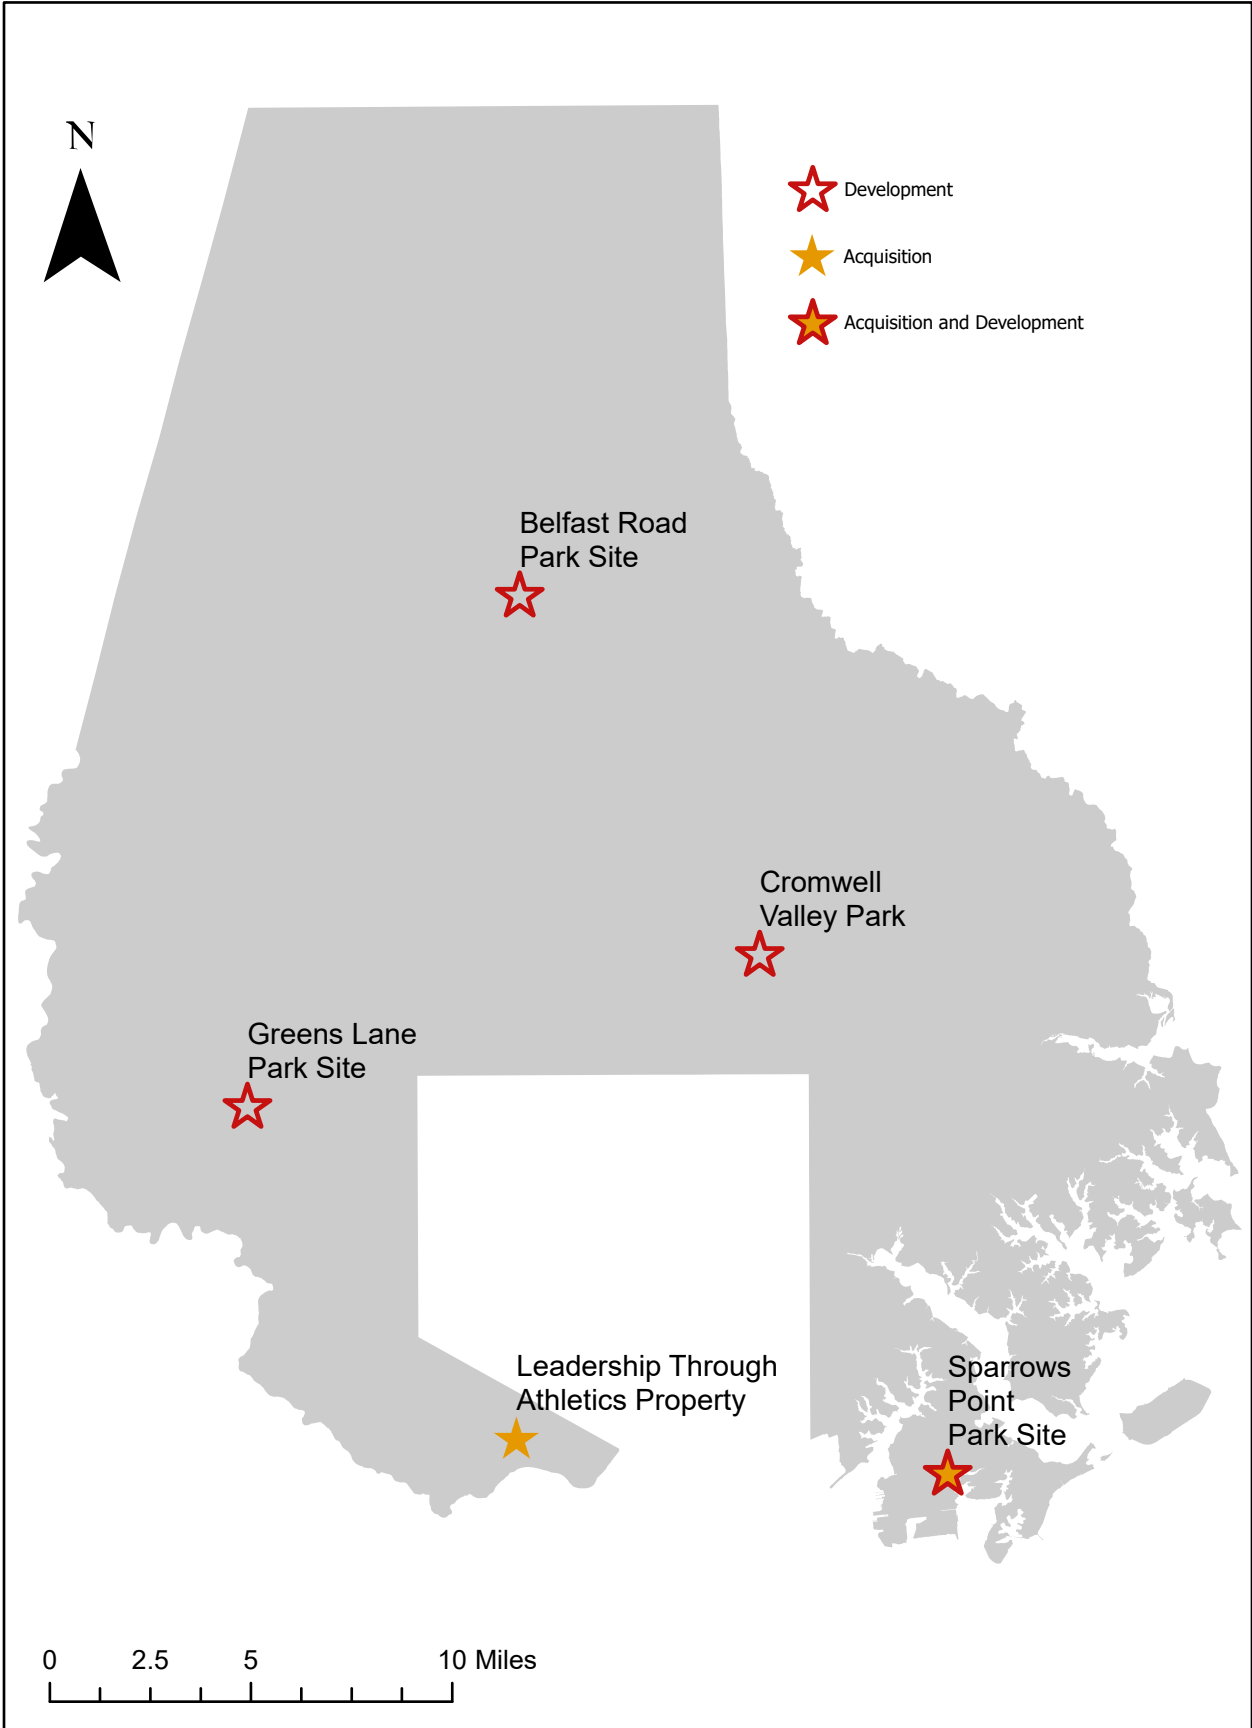 N
Development
Acquisition
Acquisition and Development
Belfast Road
Park Site
Cromwell
Valley Park
Greens Lane
Park Site
Leadership Through
Athletics Property
Sparrows
Point
Park Site
0 2.5 5 10 Miles